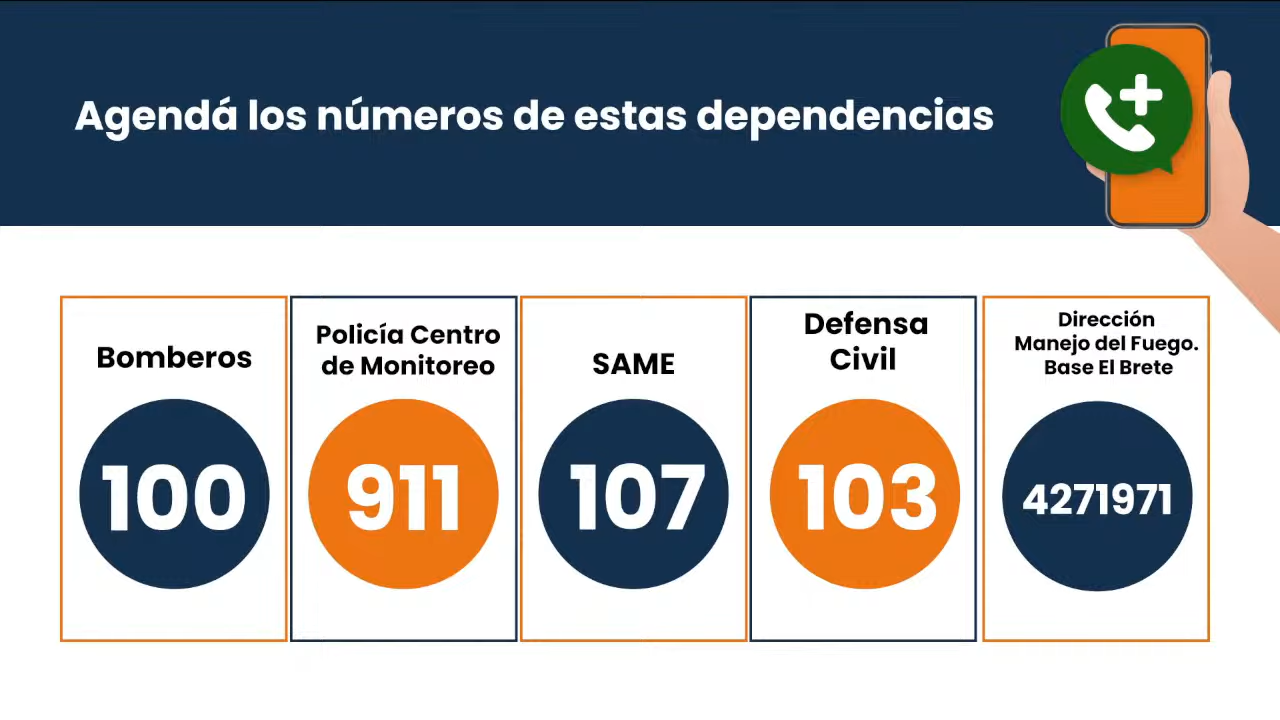 Agendá los números de estas dependencias
Bomberos
100
Policía Centro
de Monitoreo
911
SAME
107
Defensa
Civil
103
Dirección
Manejo del Fuego.
Base El Brete
4271971